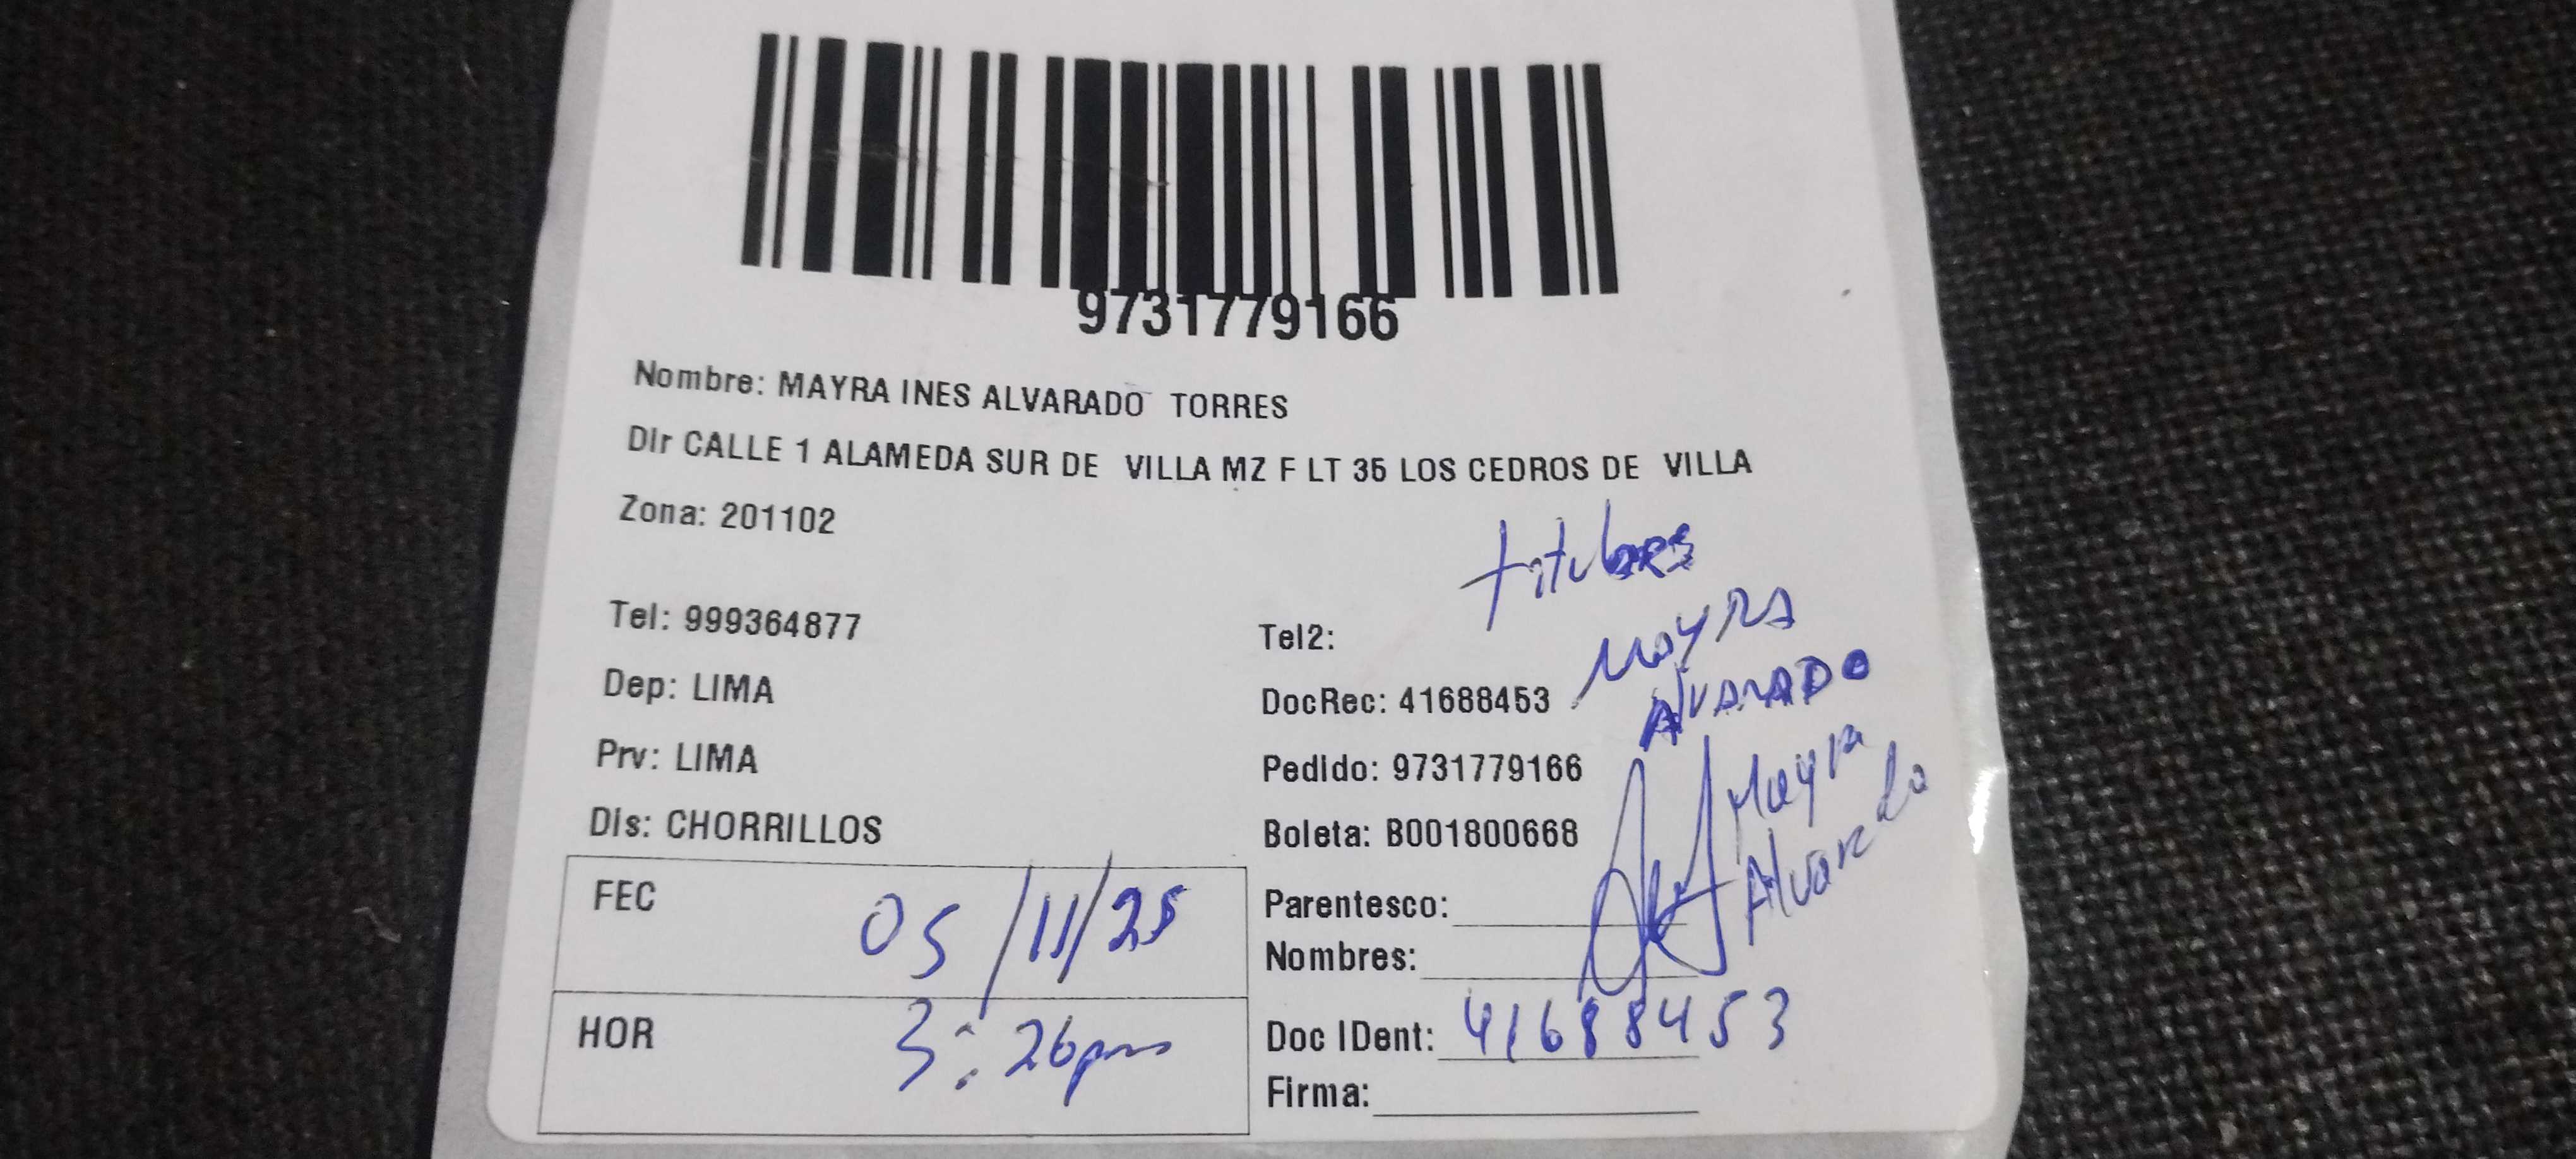 9731779166
Nombre: MAYRA INES ALVARADO TORRES
Dir CALLE 1 ALAMEDA SUR DE VILLA MZ F LT 35 LOS CEDROS DE VILLA
Zona: 201102
titulares
Tel: 999364877
Tel2:
MAYRA
Dep: LIMA
DocRec: 41688453
ALVARADO
Prv: LIMA
Pedido: 9731779166
Mayra
Dis: CHORRILLOS
Boleta: B001800668
Alvarado
FEC 05/11/25
Parentesco:
Nombres:
HOR 3:26pm
Doc IDent: 41688453
Firma: